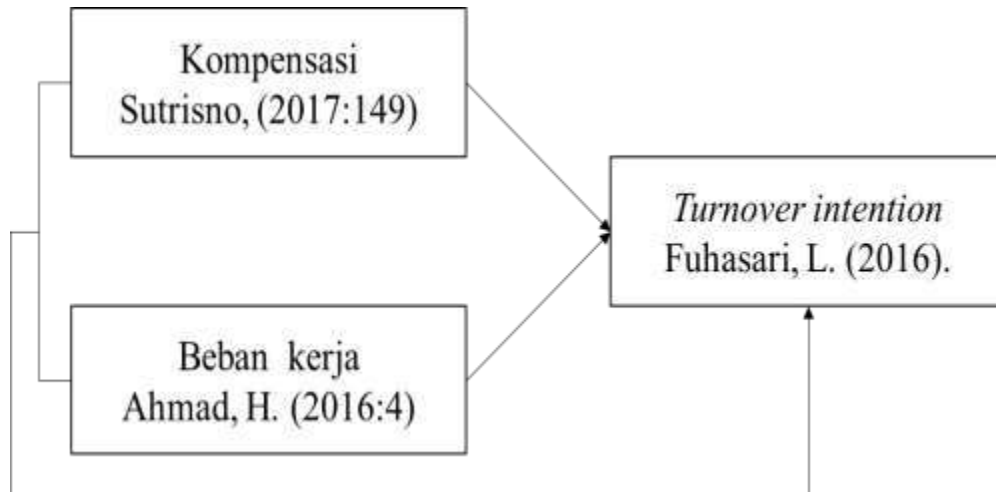 Kompensasi
Sutrisno, (2017:149)
Turnover intention
Fuhasari, L. (2016).
Beban kerja
Ahmad, H. (2016:4)